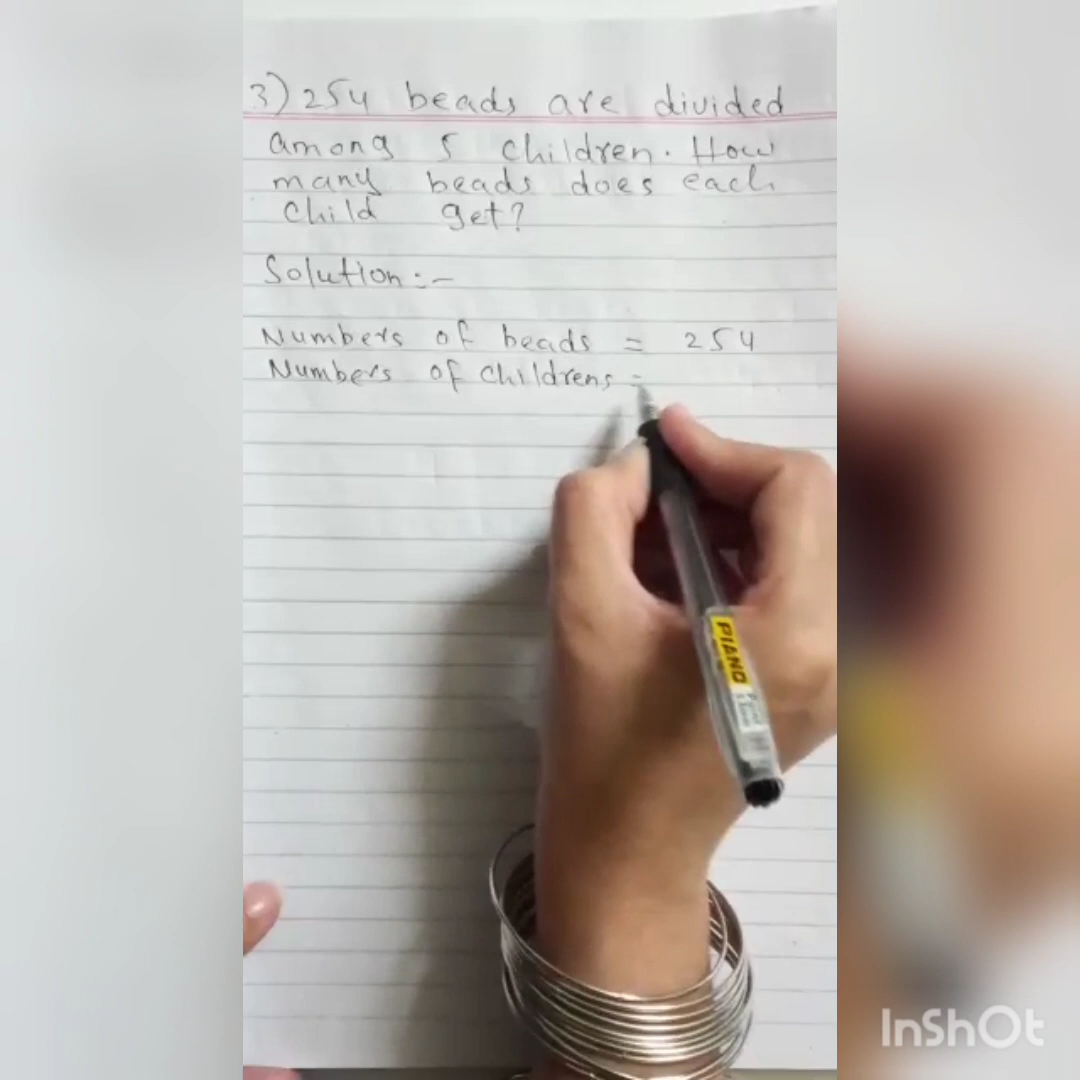 3) 254 beads are divided
among 5 children. How
many beads does each
child get?
Solution :-
Numbers of beads = 254
Numbers of childrens =
PIANO
InShOt